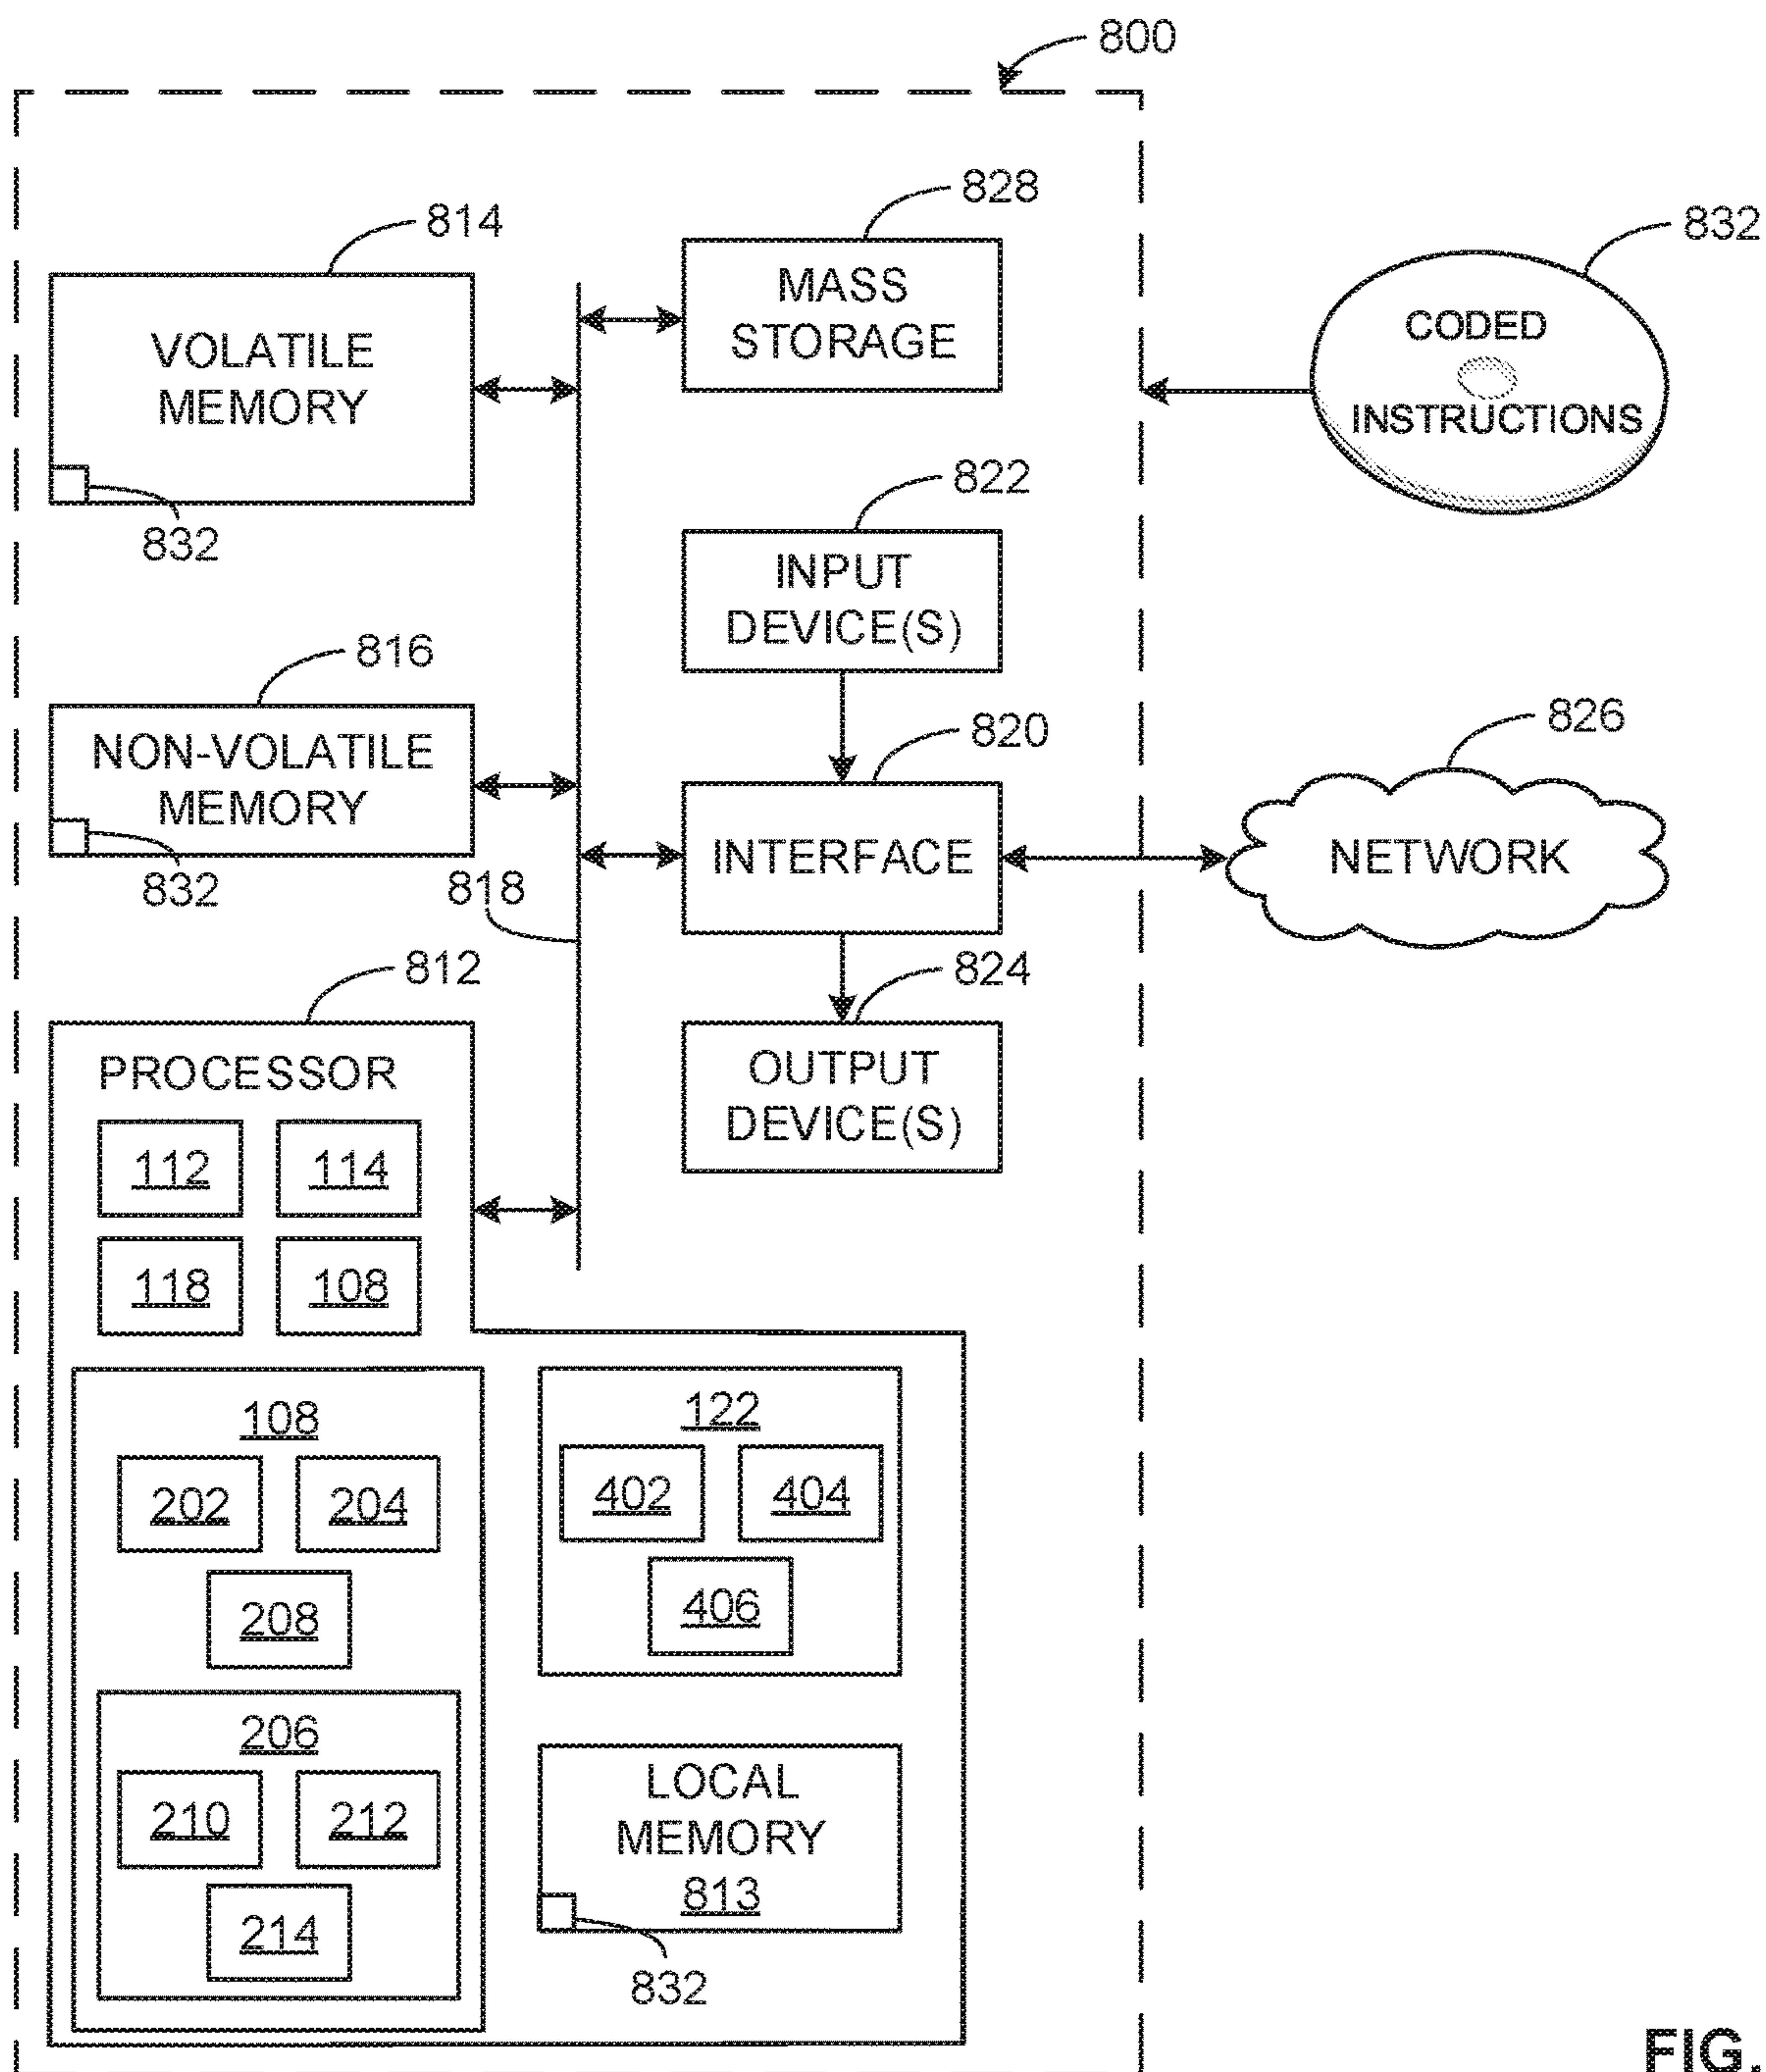 800
828
814
832
MASS
STORAGE
VOLATILE
MEMORY
CODED
INSTRUCTIONS
832
822
INPUT
DEVICE(S)
816
820
826
NON-VOLATILE
MEMORY
INTERFACE
NETWORK
832
818
812
824
PROCESSOR
OUTPUT
DEVICE(S)
112
114
118
108
108
122
202
204
402
404
208
406
206
LOCAL
MEMORY
813
210
212
214
832
FIG.